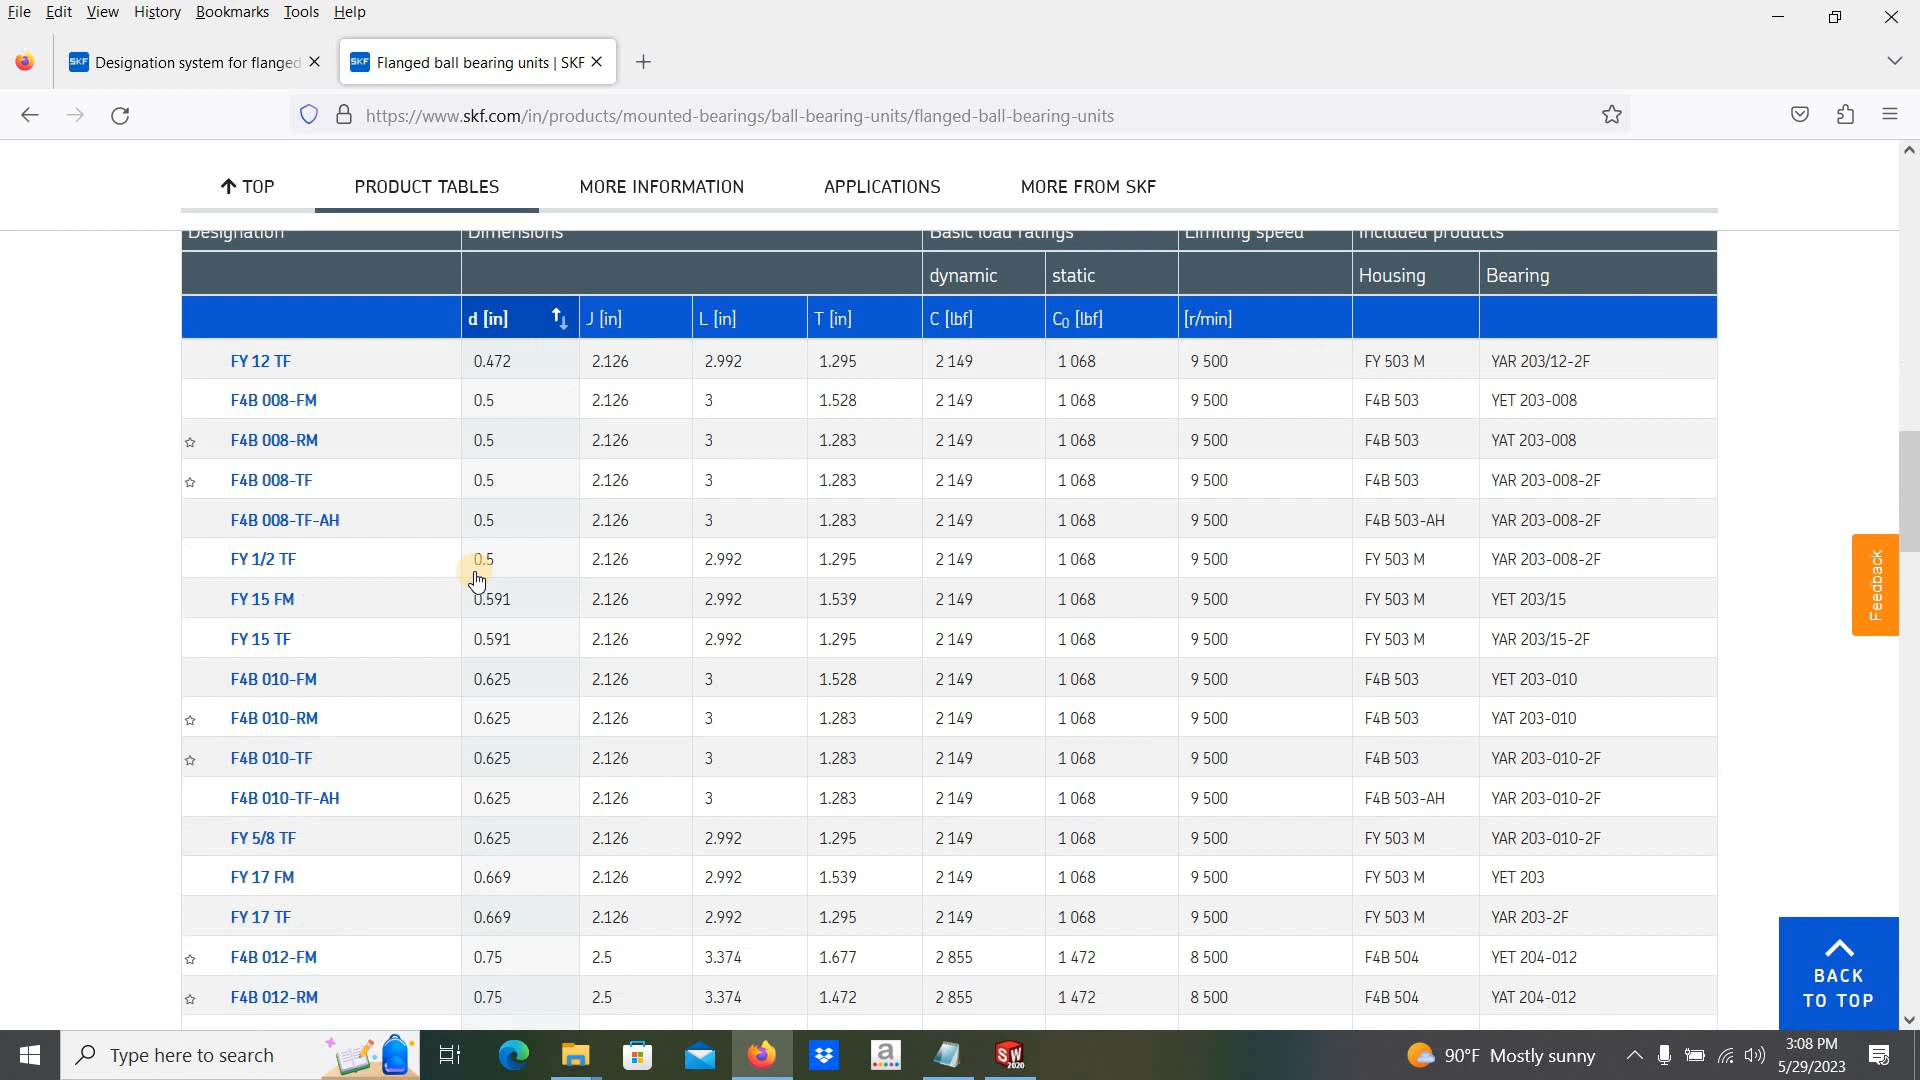 File Edit View History Bookmarks Tools Help
SKF Designation system for flanged
SKF Flanged ball bearing units | SKF
https://www.skf.com/in/products/mounted-bearings/ball-bearing-units/flanged-ball-bearing-units
TOP PRODUCT TABLES MORE INFORMATION APPLICATIONS MORE FROM SKF
Designation Dimensions Basic load ratings Limiting speed Included products
dynamic static Housing Bearing
d [in] J [in] L [in] T [in] C [lbf] C₀ [lbf] [r/min]
FY 12 TF 0.472 2.126 2.992 1.295 2 149 1 068 9 500 FY 503 M YAR 203/12-2F
F4B 008-FM 0.5 2.126 3 1.528 2 149 1 068 9 500 F4B 503 YET 203-008
F4B 008-RM 0.5 2.126 3 1.283 2 149 1 068 9 500 F4B 503 YAT 203-008
F4B 008-TF 0.5 2.126 3 1.283 2 149 1 068 9 500 F4B 503 YAR 203-008-2F
F4B 008-TF-AH 0.5 2.126 3 1.283 2 149 1 068 9 500 F4B 503-AH YAR 203-008-2F
FY 1/2 TF 0.5 2.126 2.992 1.295 2 149 1 068 9 500 FY 503 M YAR 203-008-2F
FY 15 FM 0.591 2.126 2.992 1.539 2 149 1 068 9 500 FY 503 M YET 203/15
FY 15 TF 0.591 2.126 2.992 1.295 2 149 1 068 9 500 FY 503 M YAR 203/15-2F
F4B 010-FM 0.625 2.126 3 1.528 2 149 1 068 9 500 F4B 503 YET 203-010
F4B 010-RM 0.625 2.126 3 1.283 2 149 1 068 9 500 F4B 503 YAT 203-010
F4B 010-TF 0.625 2.126 3 1.283 2 149 1 068 9 500 F4B 503 YAR 203-010-2F
F4B 010-TF-AH 0.625 2.126 3 1.283 2 149 1 068 9 500 F4B 503-AH YAR 203-010-2F
FY 5/8 TF 0.625 2.126 2.992 1.295 2 149 1 068 9 500 FY 503 M YAR 203-010-2F
FY 17 FM 0.669 2.126 2.992 1.539 2 149 1 068 9 500 FY 503 M YET 203
FY 17 TF 0.669 2.126 2.992 1.295 2 149 1 068 9 500 FY 503 M YAR 203-2F
F4B 012-FM 0.75 2.5 3.374 1.677 2 855 1 472 8 500 F4B 504 YET 204-012
F4B 012-RM 0.75 2.5 3.374 1.472 2 855 1 472 8 500 F4B 504 YAT 204-012
Feedback
BACK
TO TOP
Type here to search
a
SW
2020
90°F Mostly sunny
3:08 PM
5/29/2023